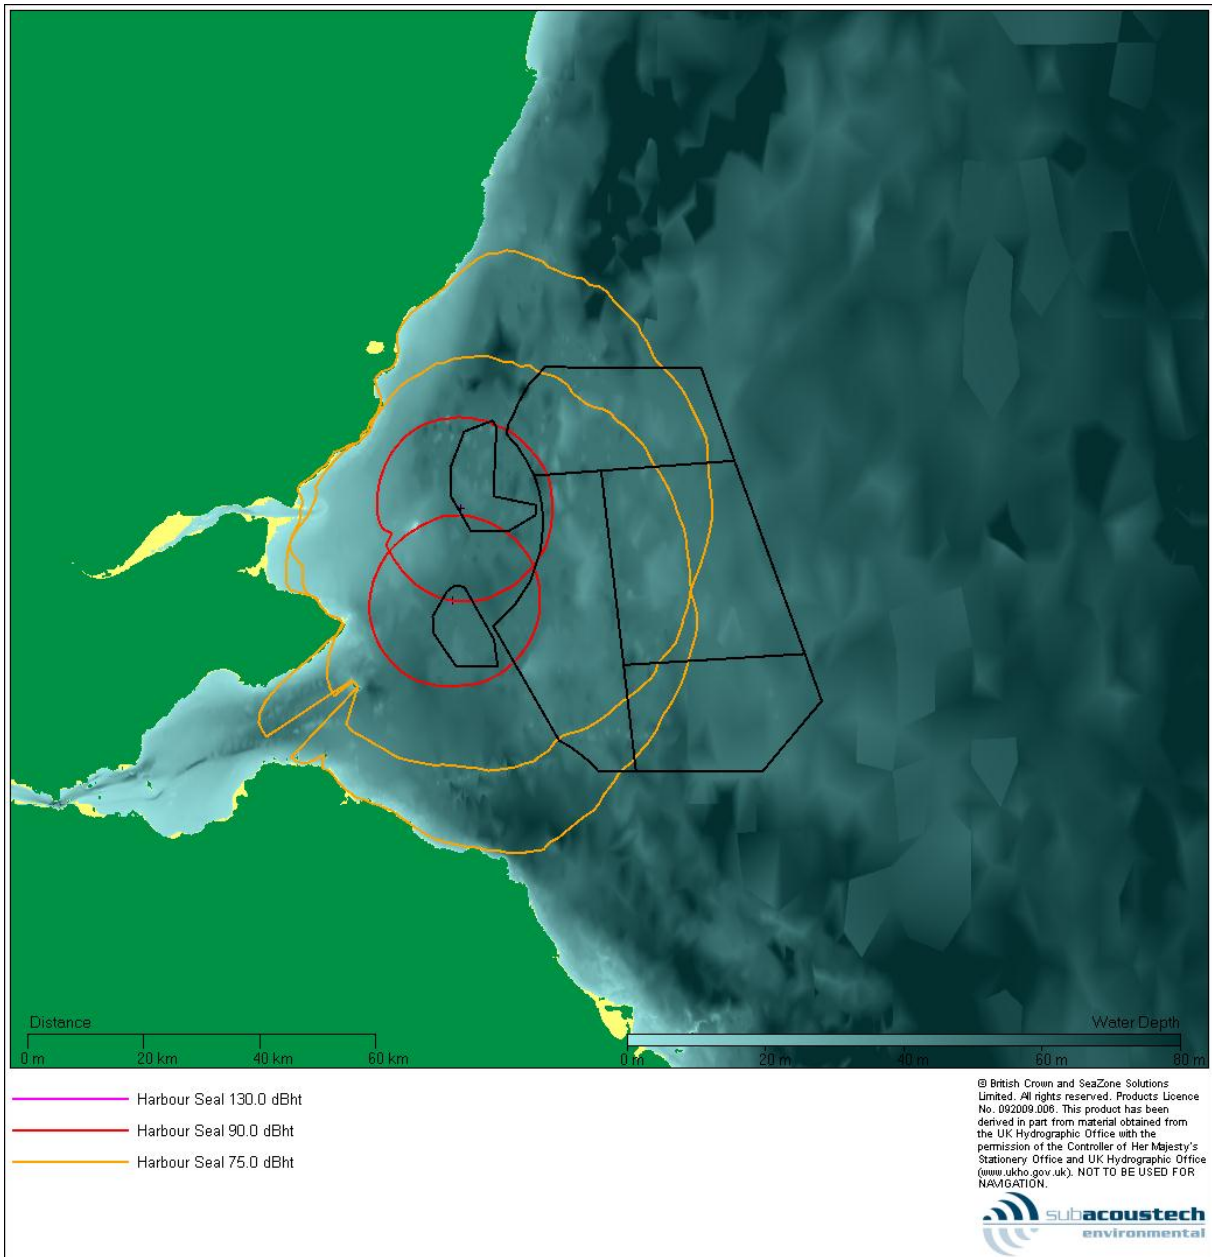 Distance
0 m 20 km 40 km 60 km
Water Depth
0 m 20 m 40 m 60 m 80 m
Harbour Seal 130.0 dBht
Harbour Seal 90.0 dBht
Harbour Seal 75.0 dBht
© British Crown and SeaZone Solutions
Limited. All rights reserved. Products Licence
No. 092009.006. This product has been
derived in part from material obtained from
the UK Hydrographic Office with the
permission of the Controller of Her Majesty's
Stationery Office and UK Hydrographic Office
(www.ukho.gov.uk). NOT TO BE USED FOR
NAVIGATION.
subacoustech
environmental